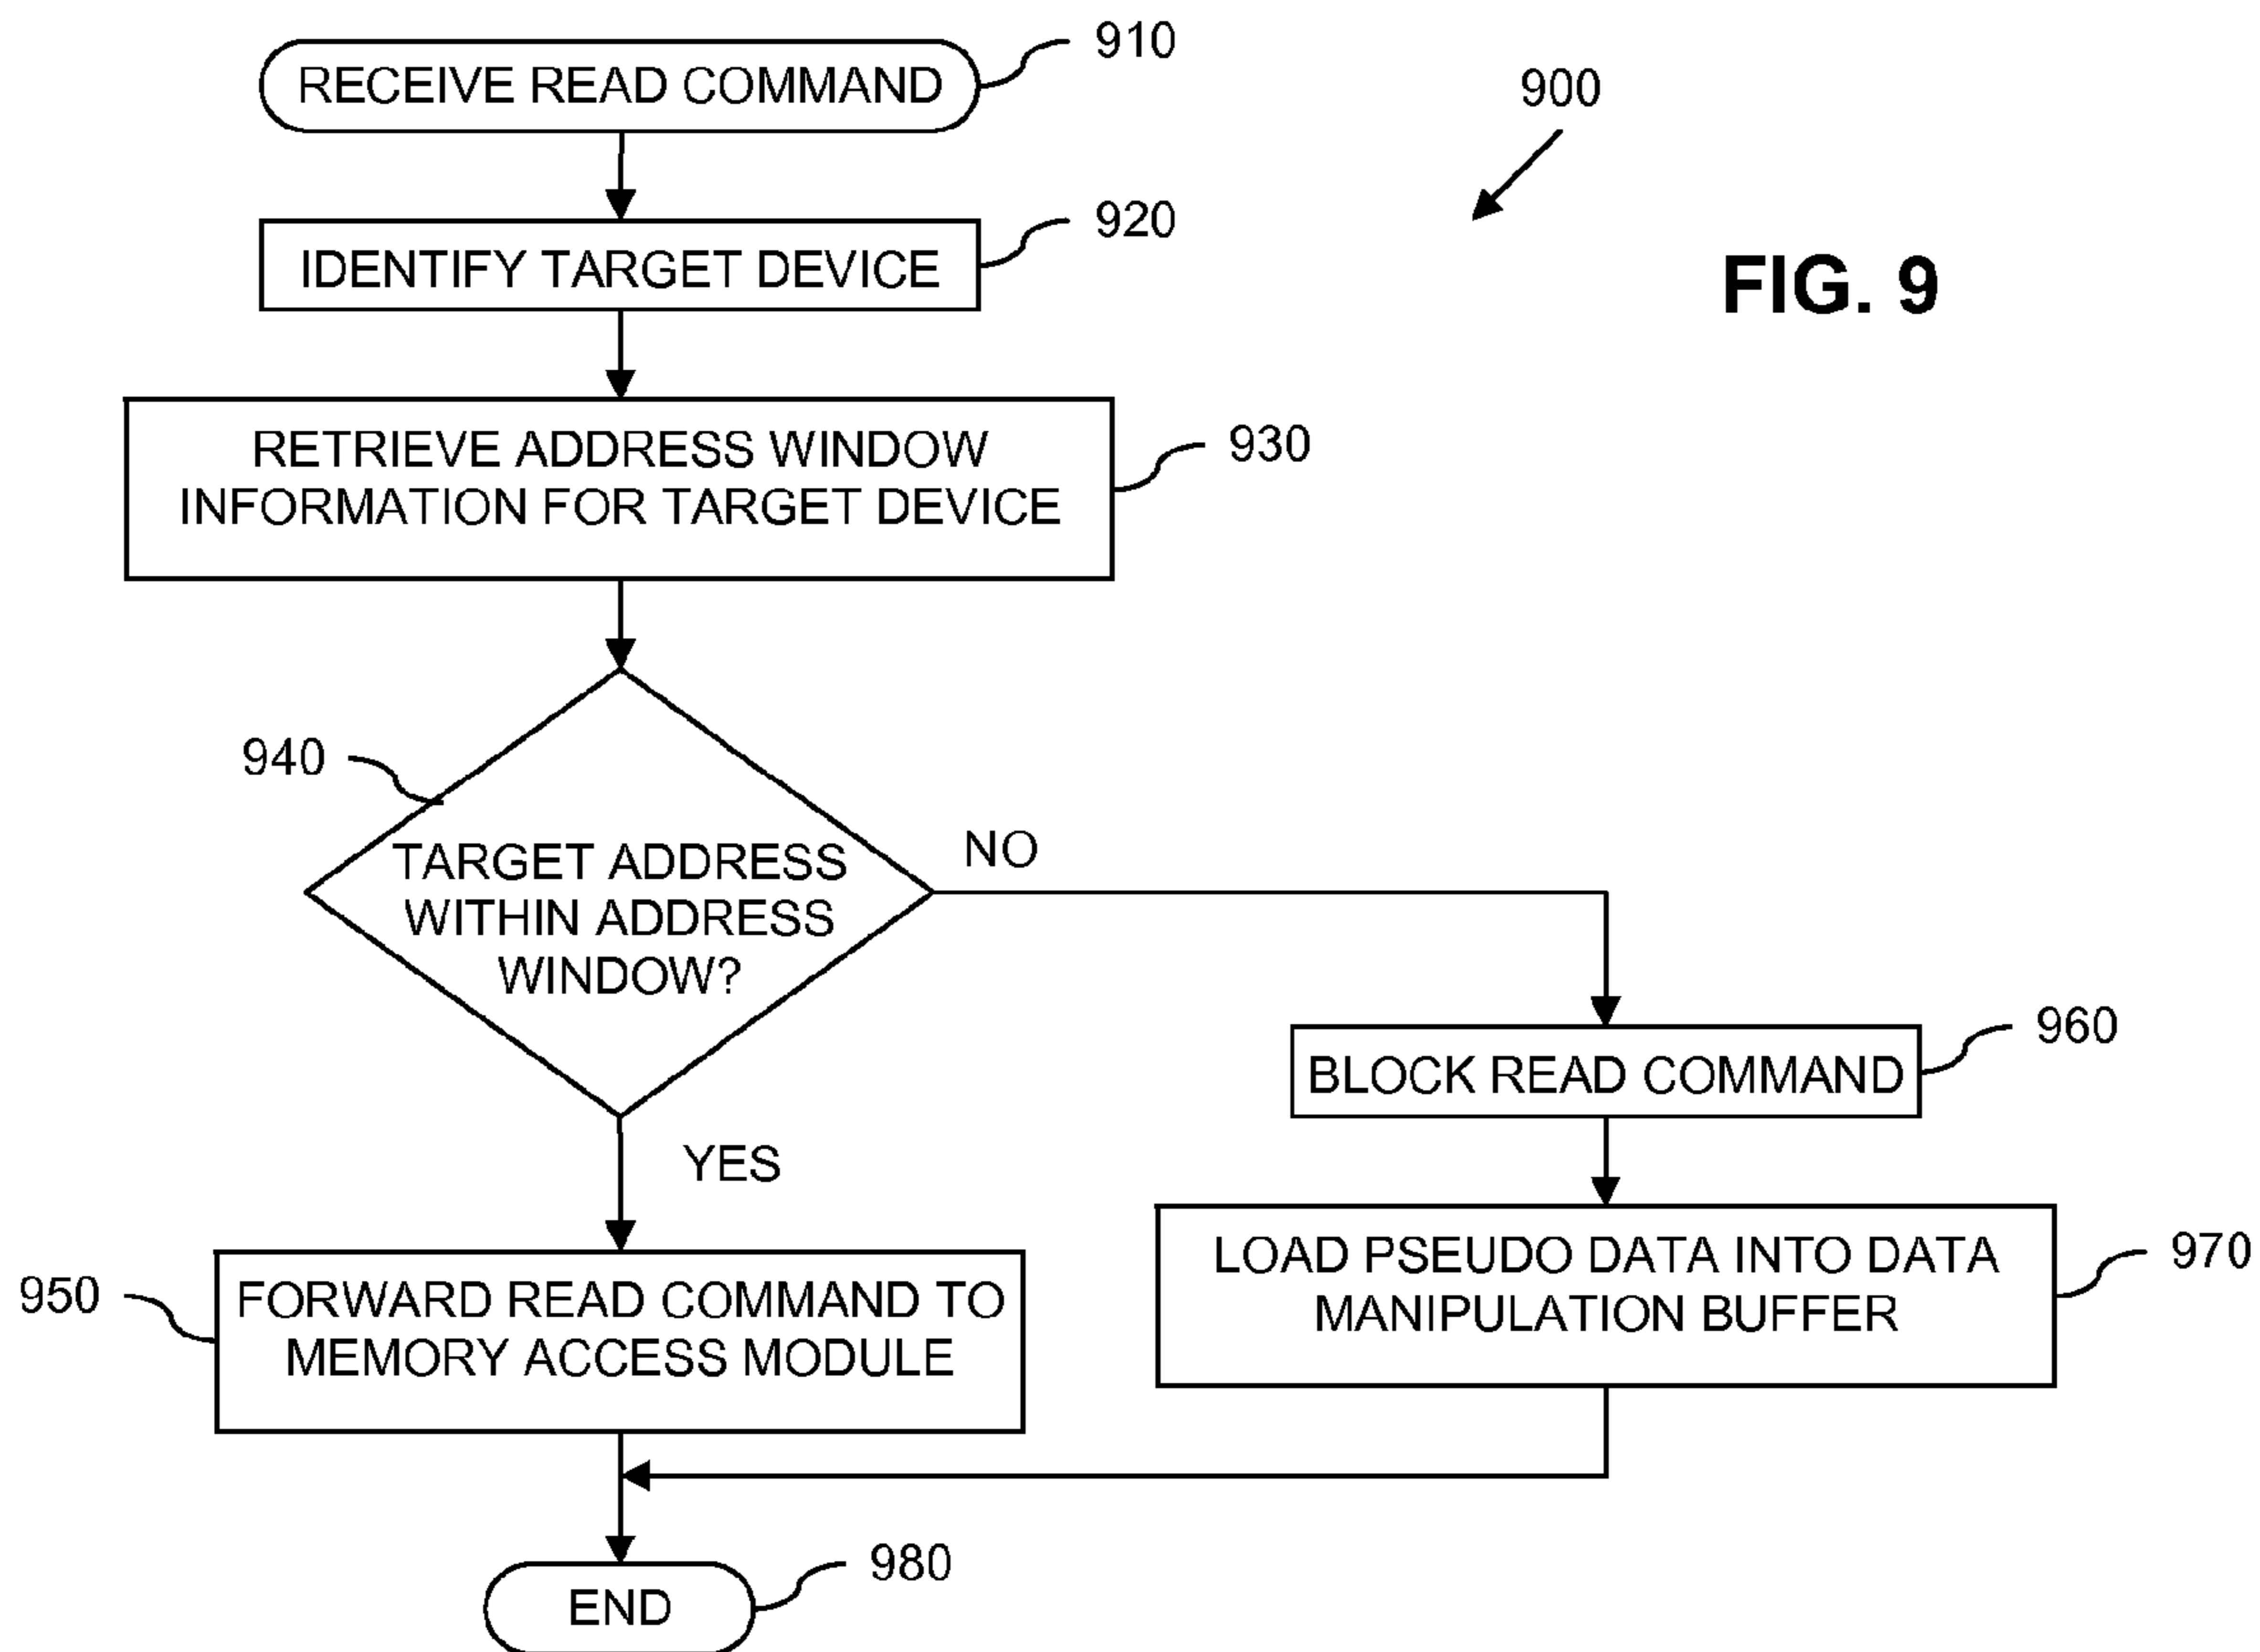 RECEIVE READ COMMAND
910
900
IDENTIFY TARGET DEVICE
920
FIG. 9
RETRIEVE ADDRESS WINDOW
INFORMATION FOR TARGET DEVICE
930
940
TARGET ADDRESS
WITHIN ADDRESS
WINDOW?
NO
YES
BLOCK READ COMMAND
960
LOAD PSEUDO DATA INTO DATA
MANIPULATION BUFFER
970
950
FORWARD READ COMMAND TO
MEMORY ACCESS MODULE
END
980